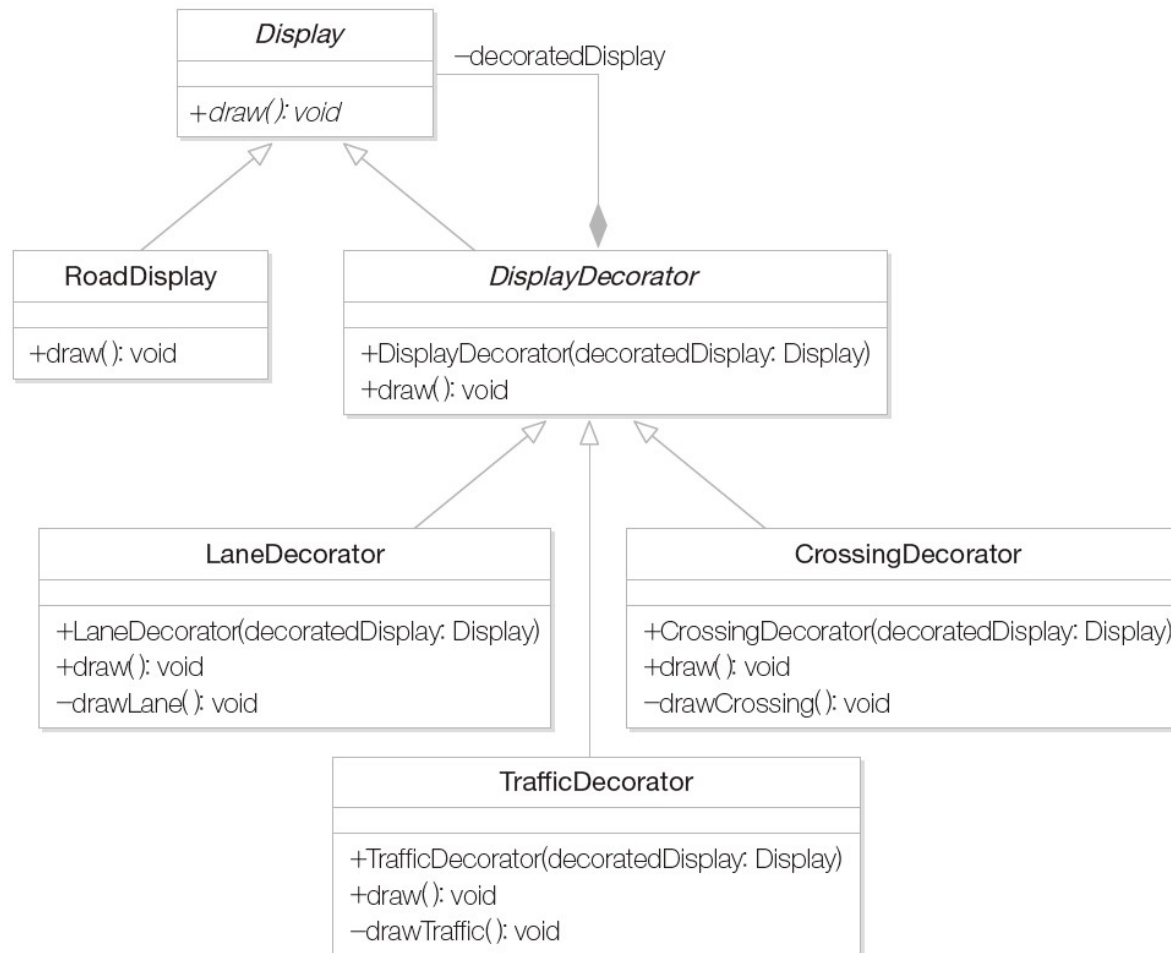 Display
–decoratedDisplay
+draw(): void
RoadDisplay
+draw(): void
DisplayDecorator
+DisplayDecorator(decoratedDisplay: Display)
+draw(): void
LaneDecorator
+LaneDecorator(decoratedDisplay: Display)
+draw(): void
–drawLane(): void
CrossingDecorator
+CrossingDecorator(decoratedDisplay: Display)
+draw(): void
–drawCrossing(): void
TrafficDecorator
+TrafficDecorator(decoratedDisplay: Display)
+draw(): void
–drawTraffic(): void